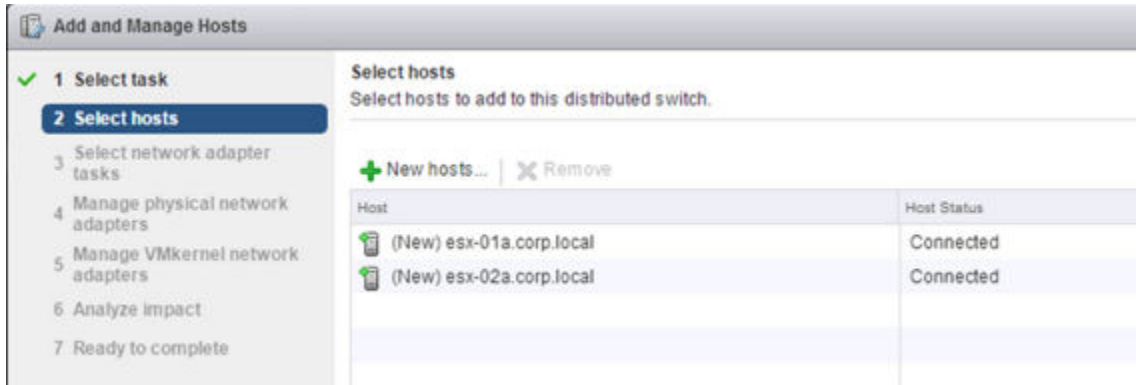 Add and Manage Hosts
1 Select task
2 Select hosts
3 Select network adapter
tasks
4 Manage physical network
adapters
5 Manage VMkernel network
adapters
6 Analyze impact
7 Ready to complete
Select hosts
Select hosts to add to this distributed switch.
New hosts... | Remove
Host Host Status
(New) esx-01a.corp.local Connected
(New) esx-02a.corp.local Connected